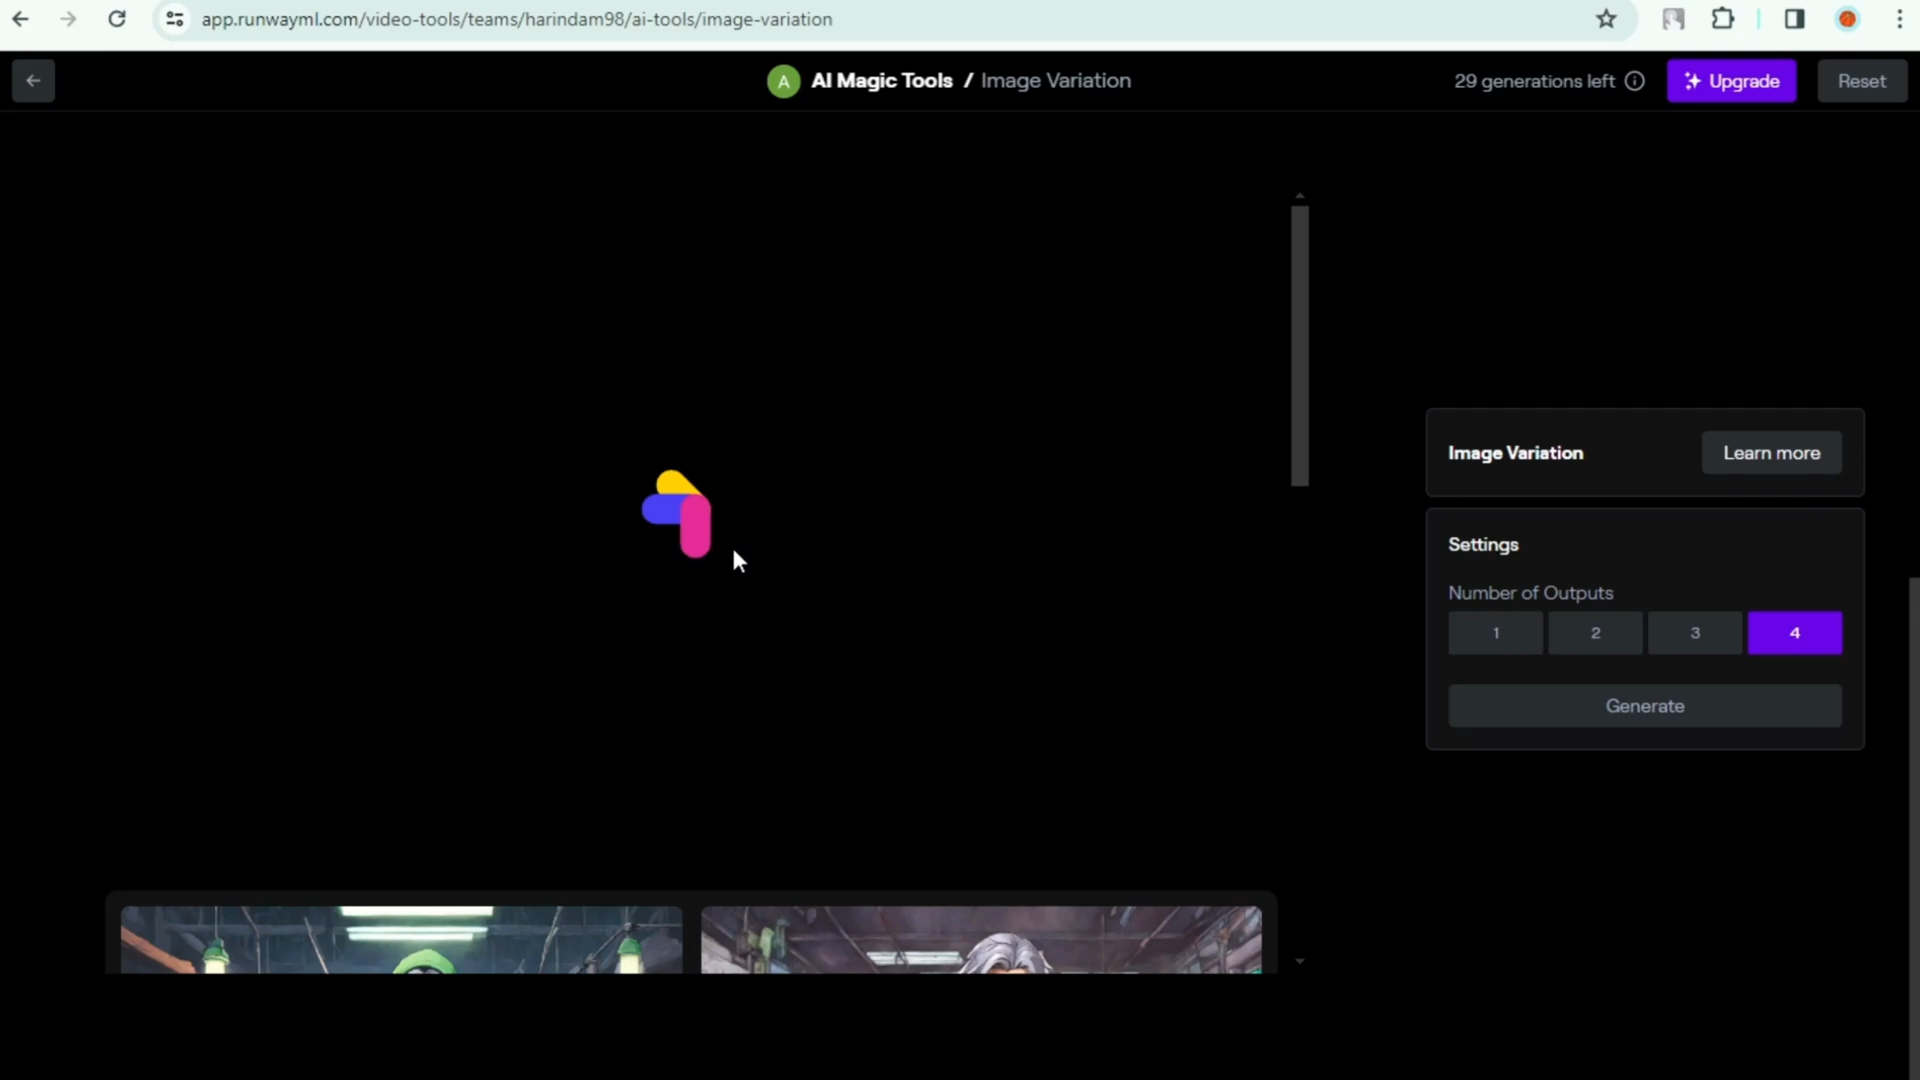 app.runwayml.com/video-tools/teams/harindam98/ai-tools/image-variation
A AI Magic Tools / Image Variation
29 generations left
Upgrade
Reset
Image Variation
Learn more
Settings
Number of Outputs
1 2 3 4
Generate